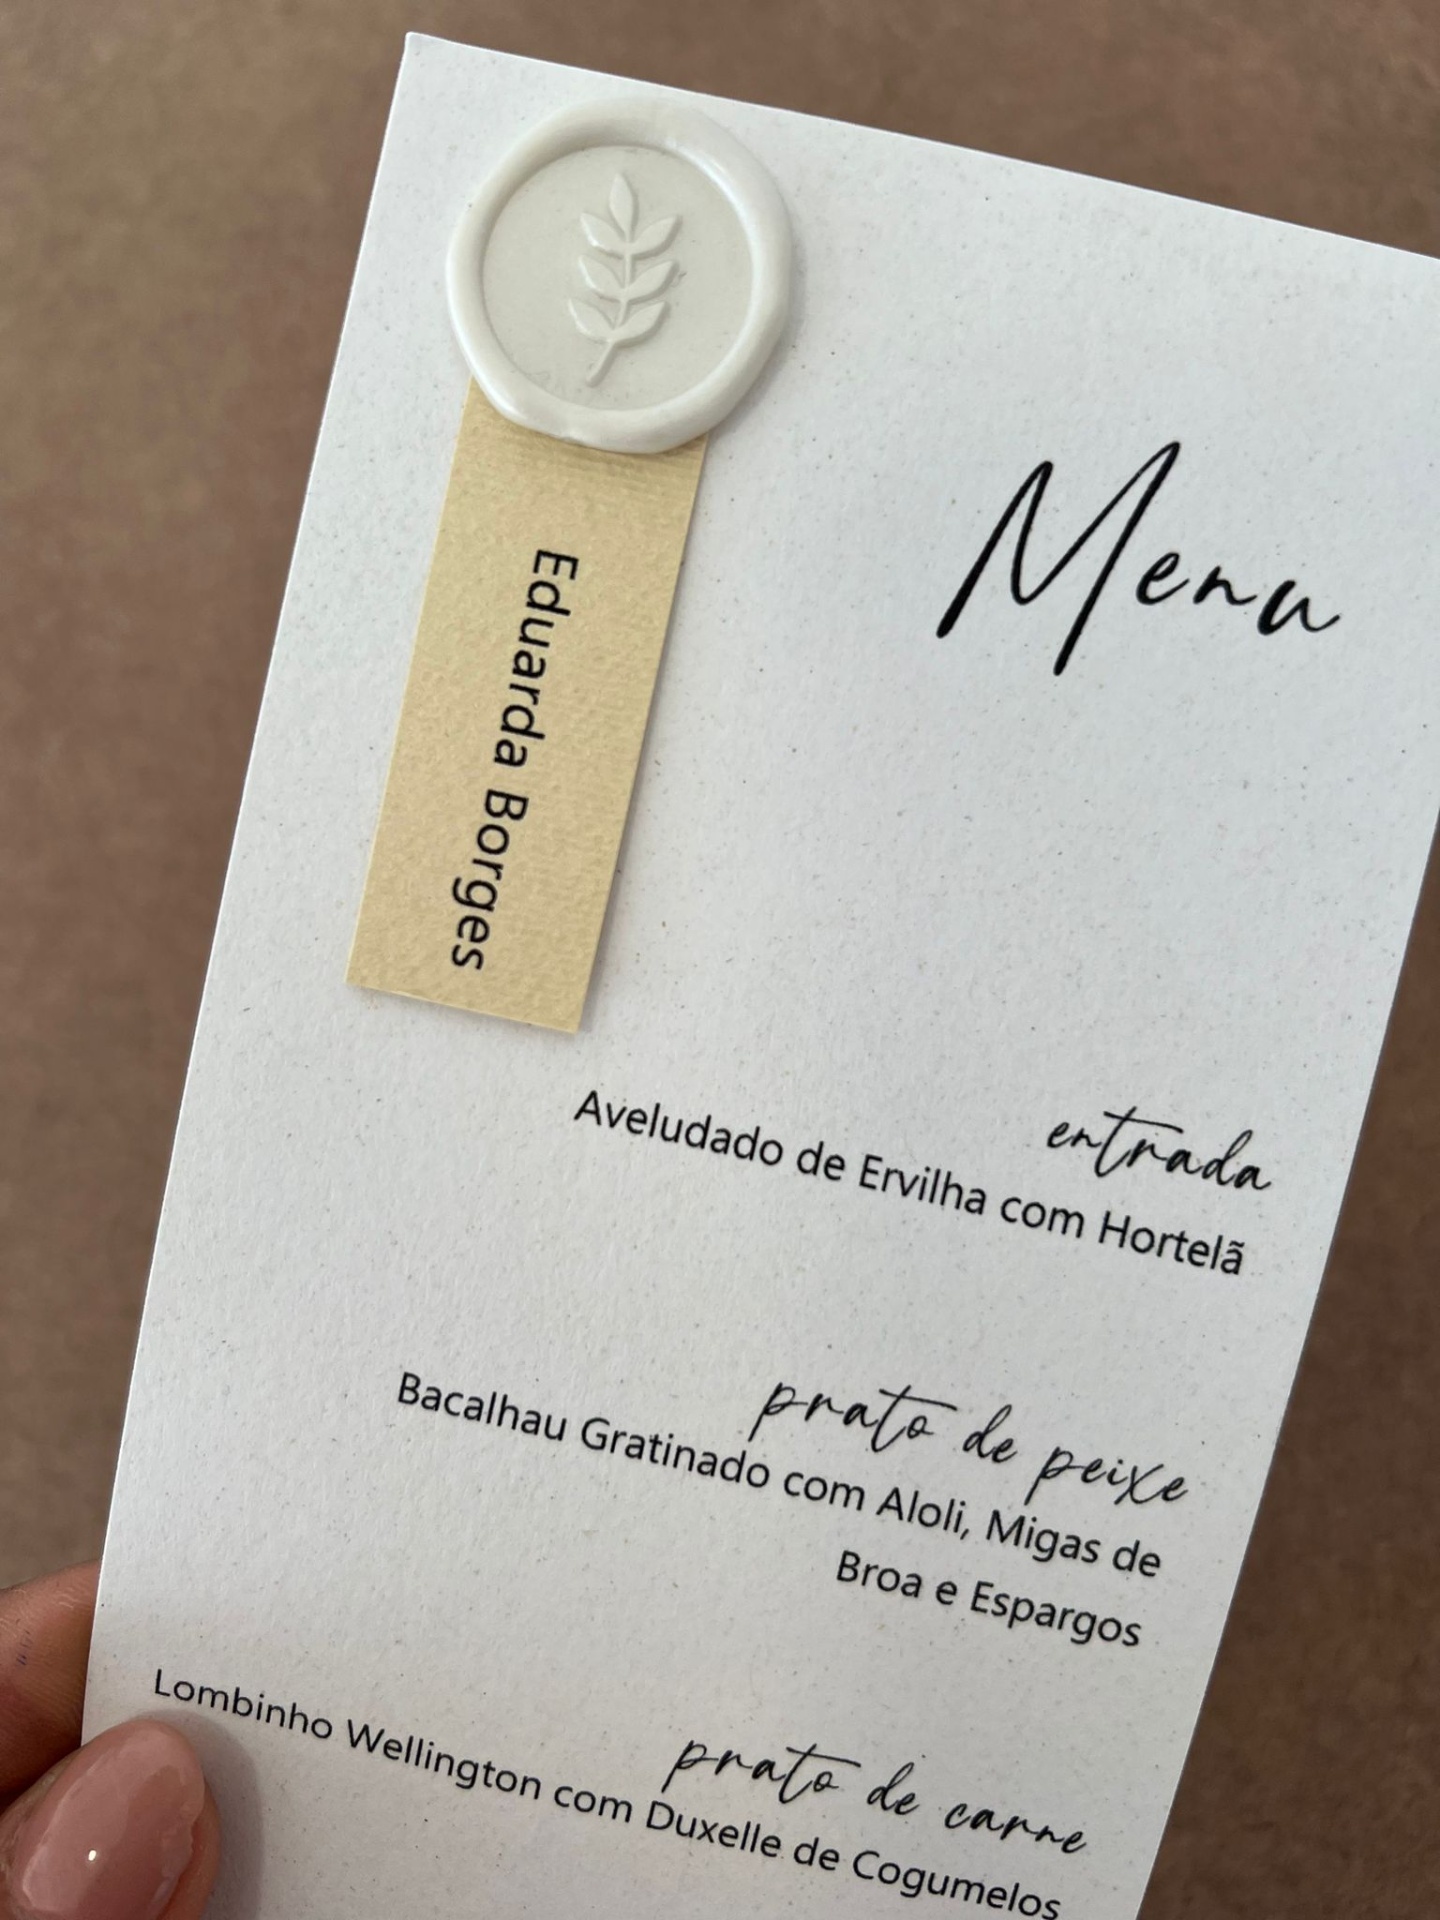 Eduarda Borges
Menu
entrada
Aveludado de Ervilha com Hortelã
prato de peixe
Bacalhau Gratinado com Aloli, Migas de
Broa e Espargos
prato de carne
Lombinho Wellington com Duxelle de Cogumelos